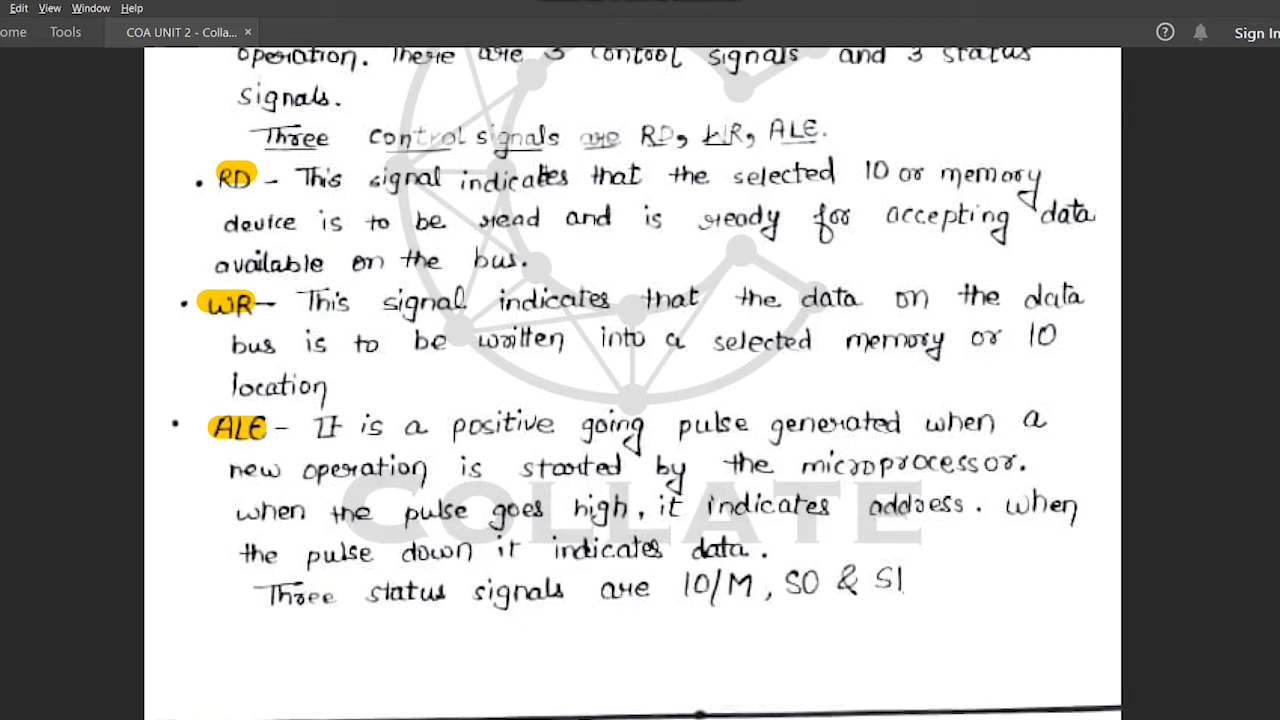 Edit View Window Help
ome Tools COA UNIT 2 - Colla... × Sign In
operation. There are 3 control signals and 3 status
signals.
Three control signals are RD, WR, ALE.
• RD - This signal indicates that the selected IO or memory
device is to be read and is ready for accepting data
available on the bus.
• WR - This signal indicates that the data on the data
bus is to be written into a selected memory or IO
location
• ALE - It is a positive going pulse generated when a
new operation is started by the microprocessor.
when the pulse goes high, it indicates address. when
the pulse down it indicates data.
COLLATE
Three status signals are IO/M, S0 & S1